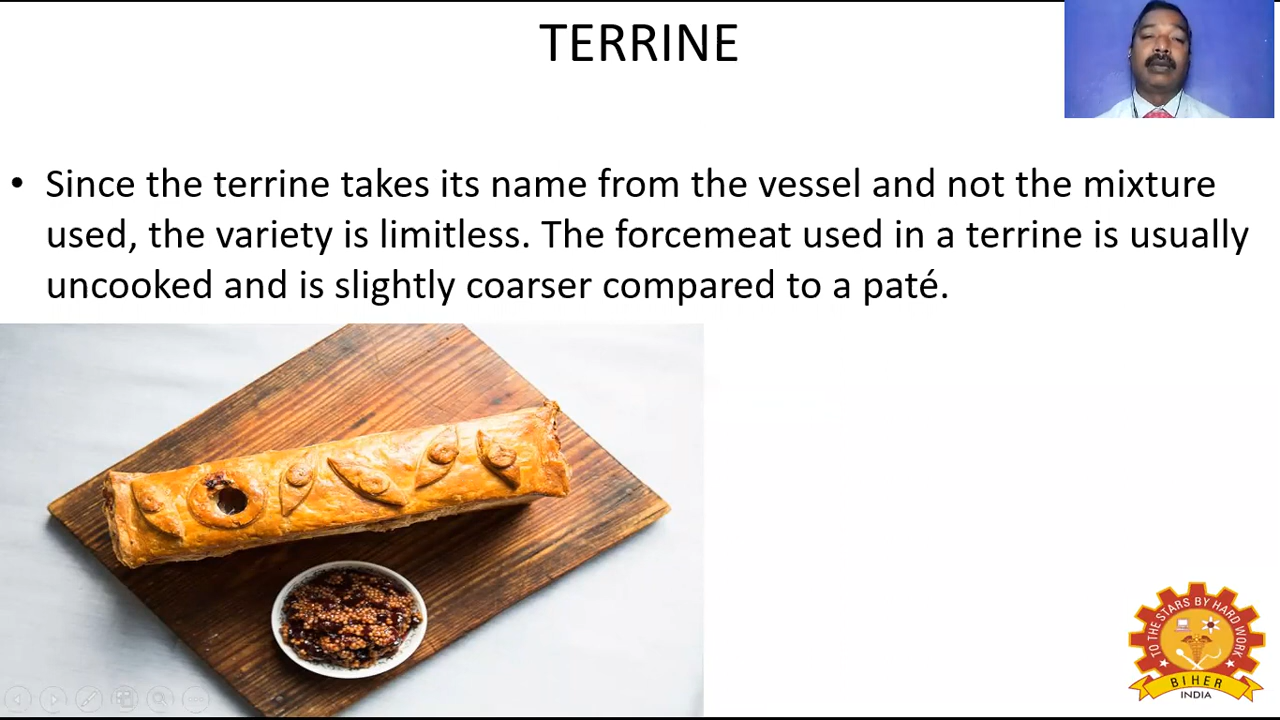 TERRINE
• Since the terrine takes its name from the vessel and not the mixture
used, the variety is limitless. The forcemeat used in a terrine is usually
uncooked and is slightly coarser compared to a paté.
TO THE STARS BY HARD WORK
BIHER
INDIA